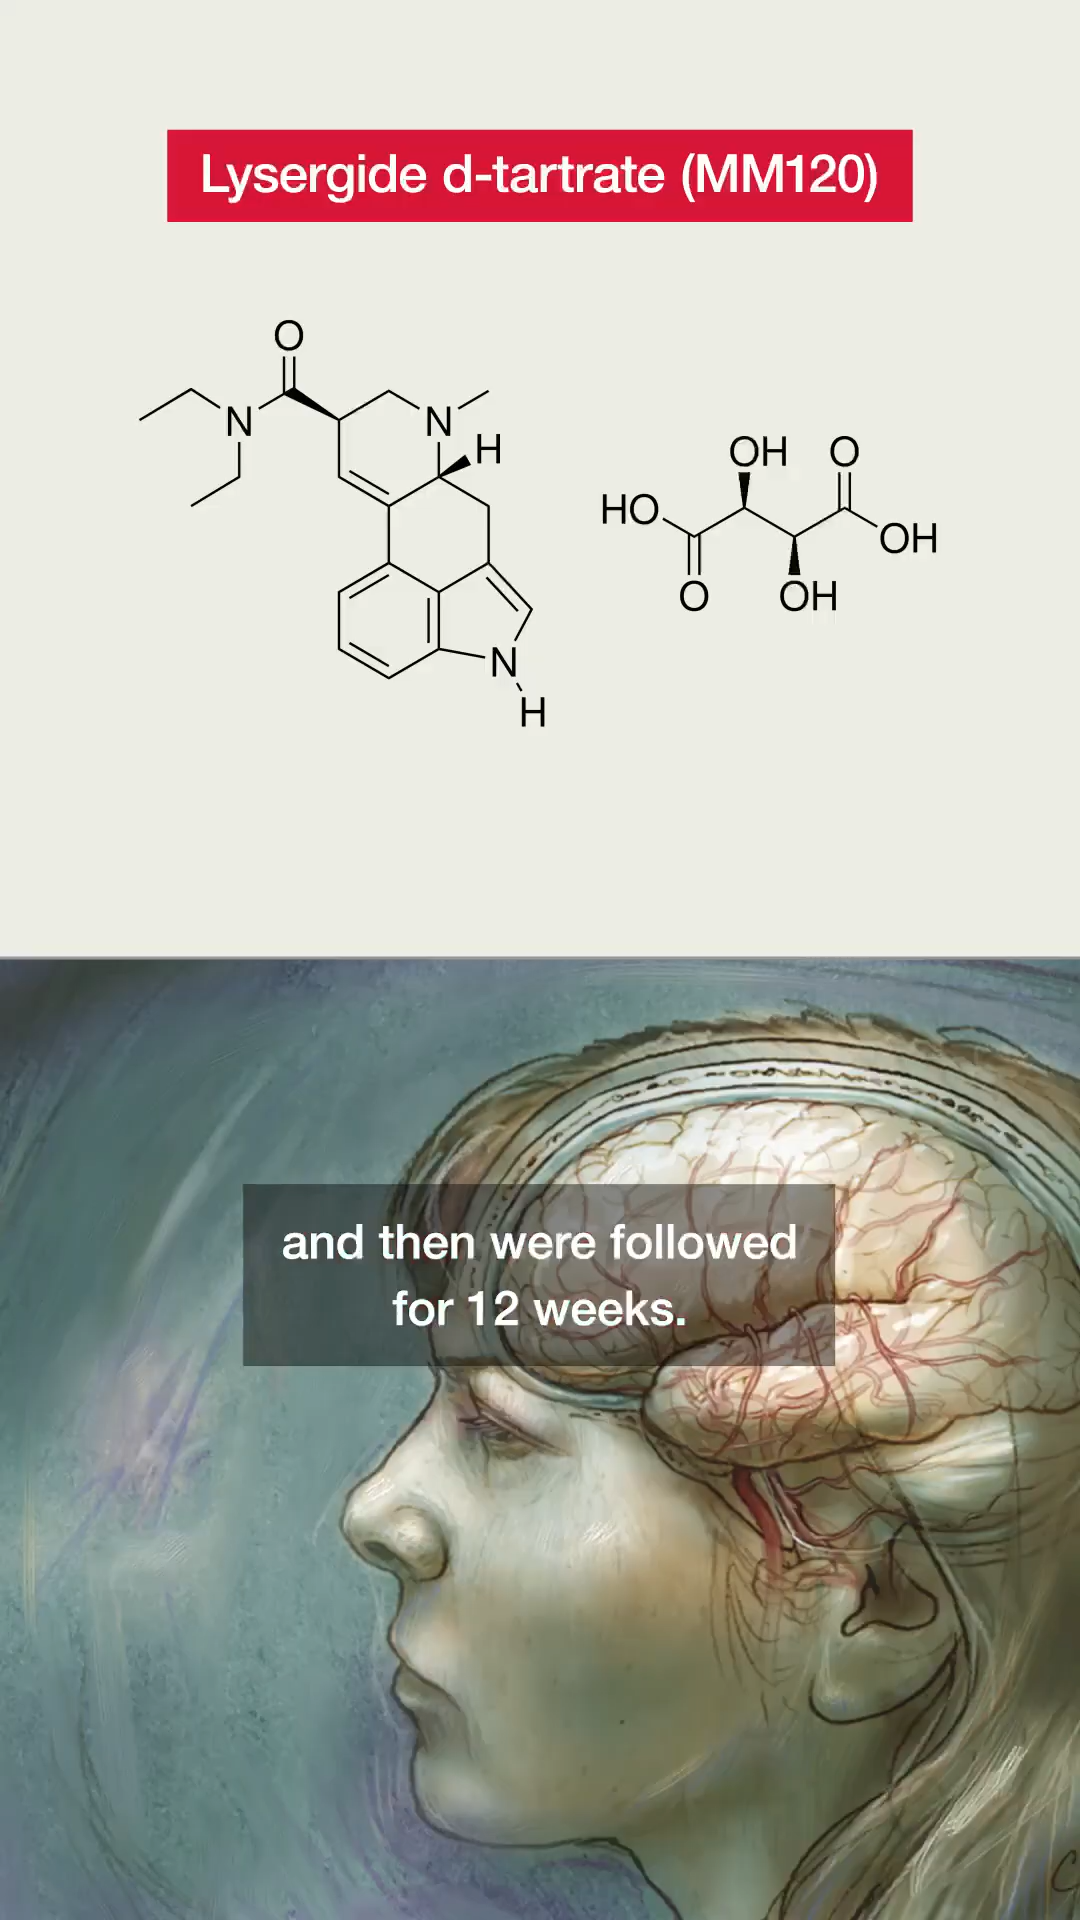 Lysergide d-tartrate (MM120)
O
N
N
H
N
H
OH
O
HO
OH
O
OH
and then were followed
for 12 weeks.